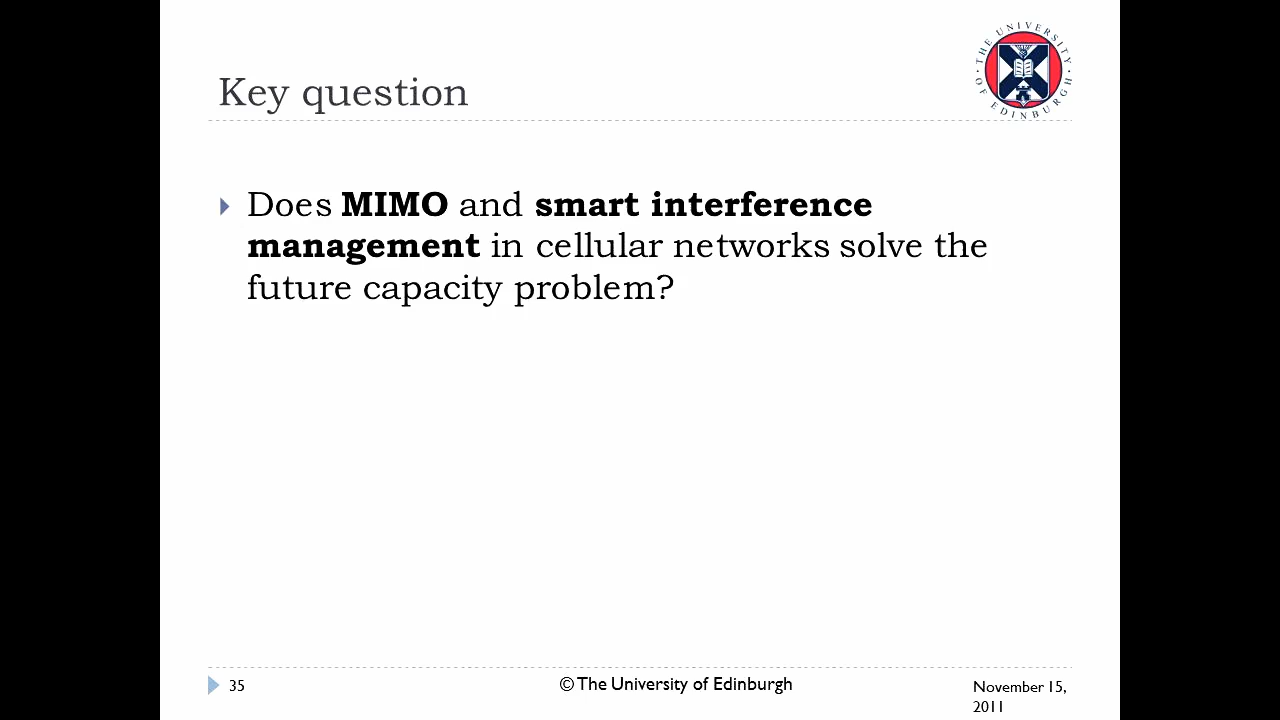 Key question
THE UNIVERSITY OF EDINBURGH
Does MIMO and smart interference
management in cellular networks solve the
future capacity problem?
35
© The University of Edinburgh
November 15,
2011